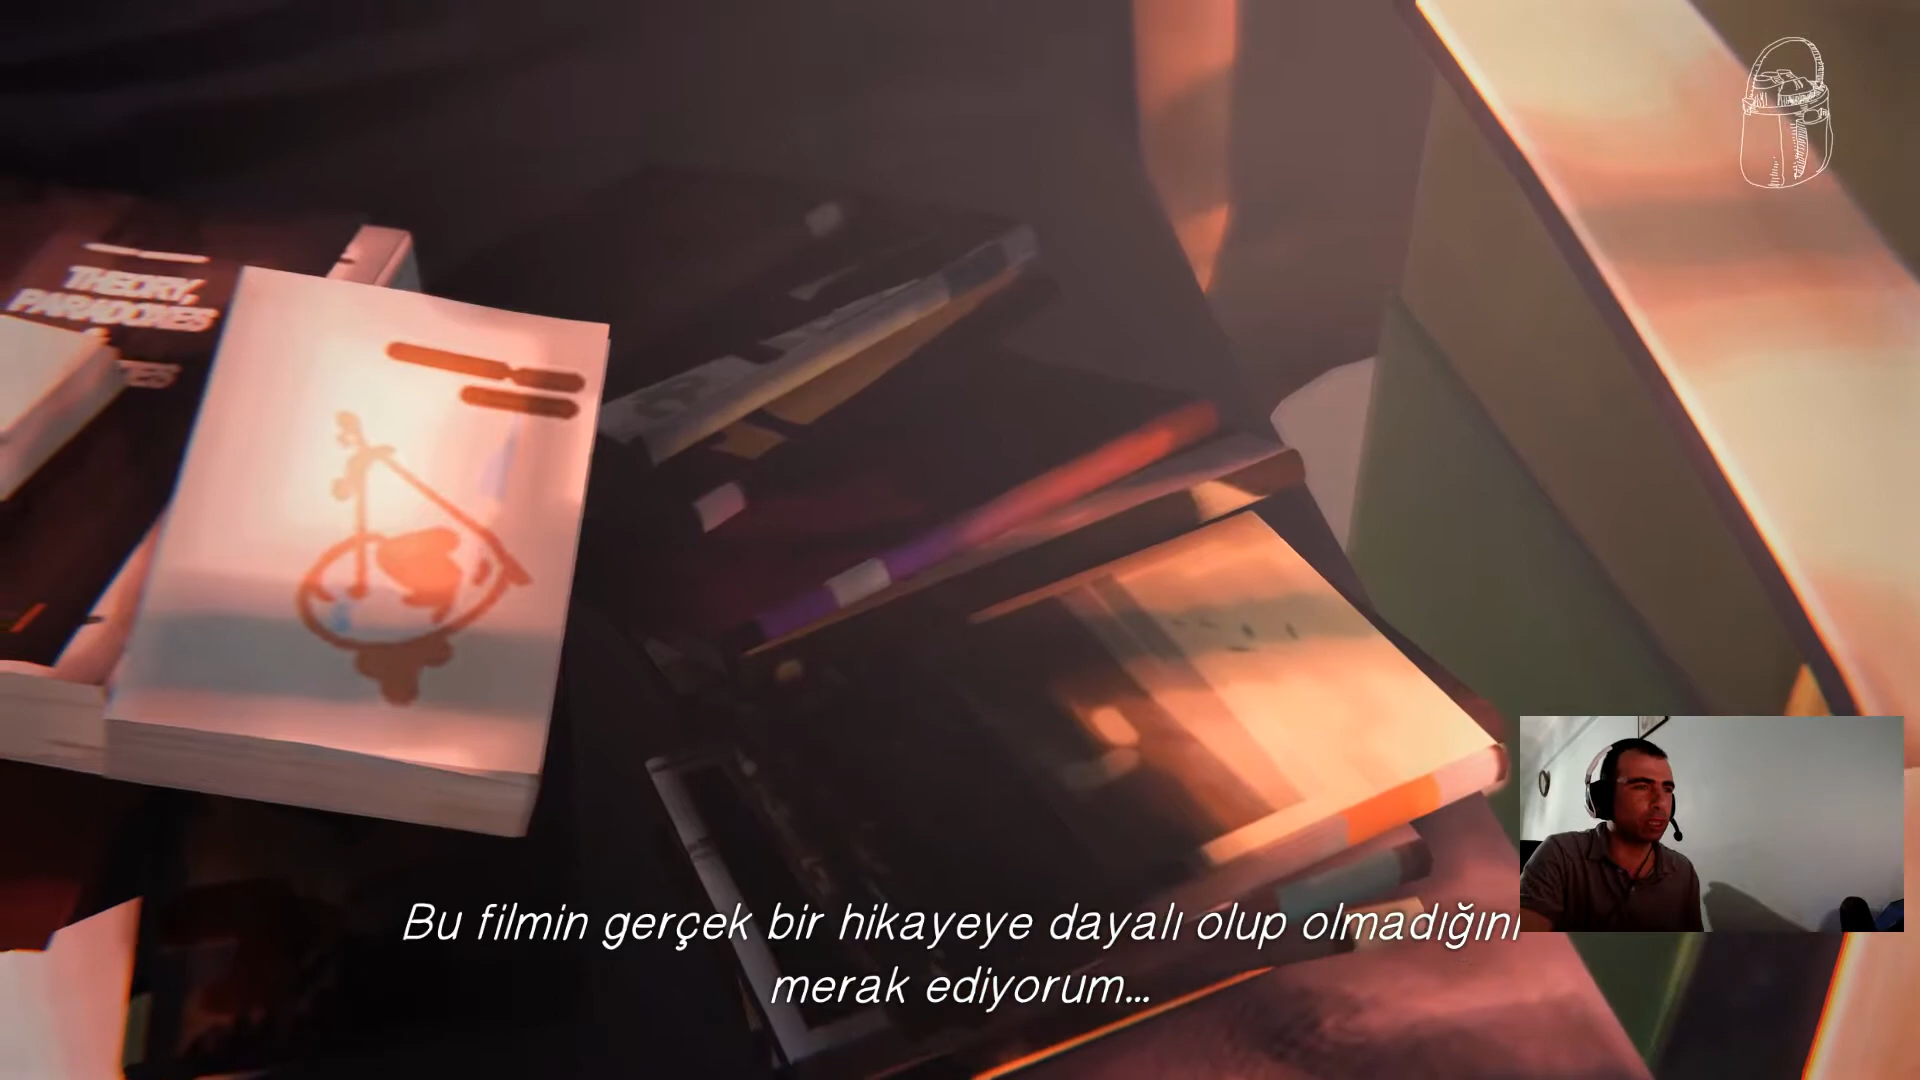 THEORY,
PARADOXES
Bu filmin gerçek bir hikayeye dayalı olup olmadığını
merak ediyorum...